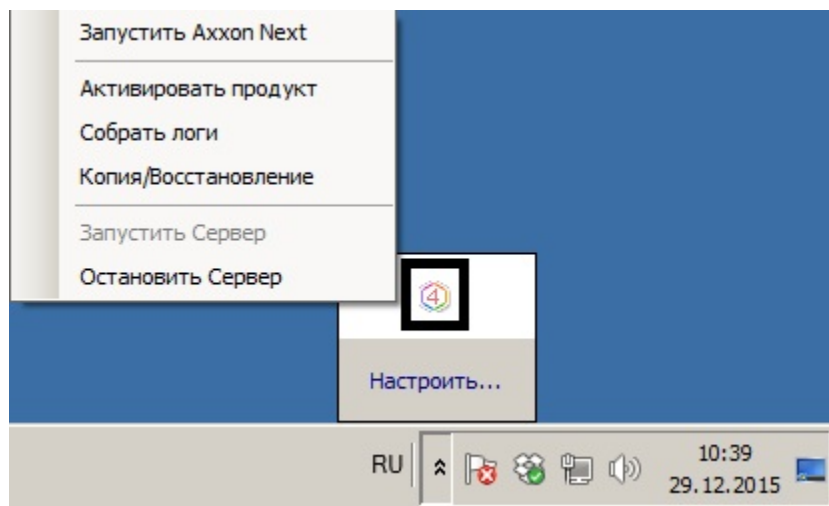 Запустить Axxon Next
Активировать продукт
Собрать логи
Копия/Восстановление
Запустить Сервер
Остановить Сервер
4
Настроить...
RU
10:39
29.12.2015